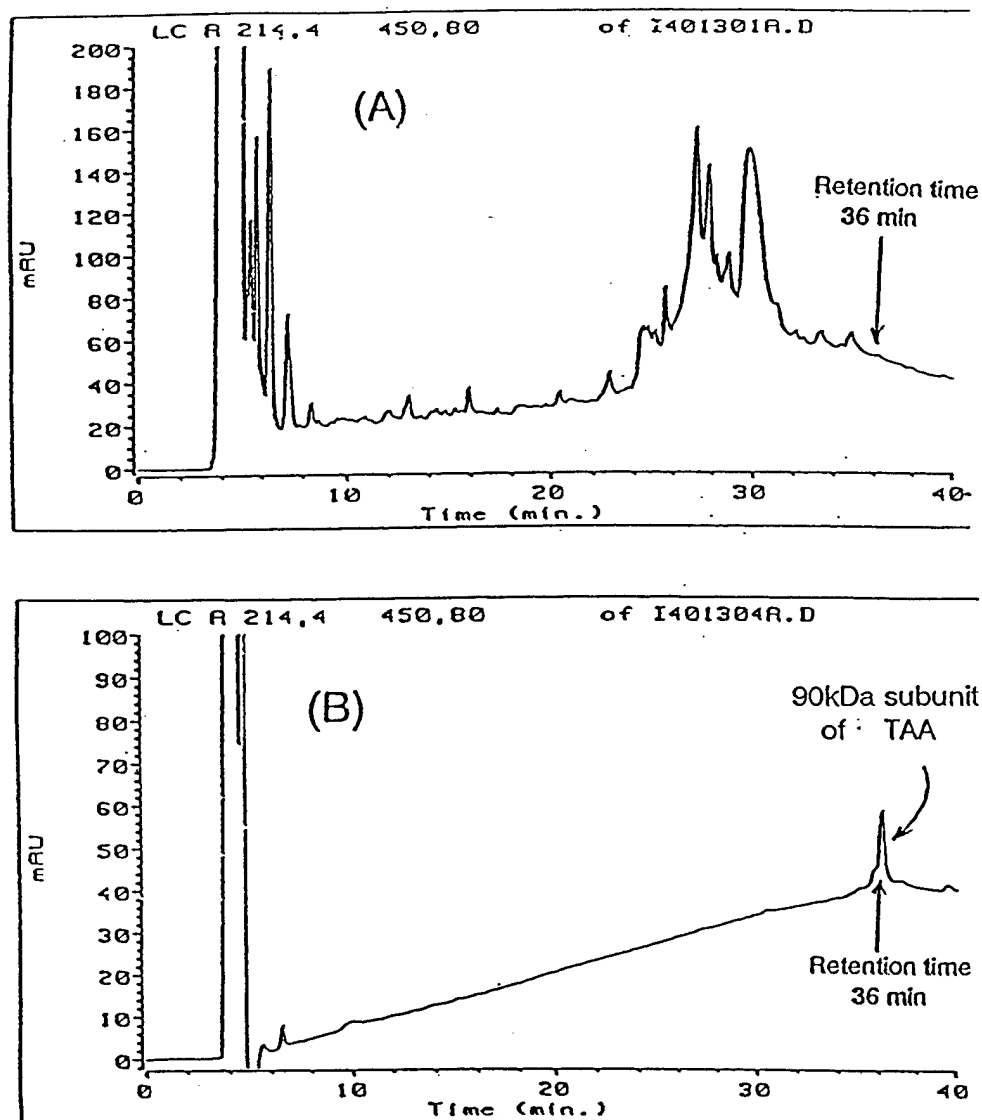 LC A 214,4 450,80 of I401301A.D
200
180
160
140
120
100
80
60
40
20
0
mAU
(A)
Retention time
36 min
0 10 20 30 40
Time (min.)
LC A 214,4 450,80 of I401304A.D
100
90
80
70
60
50
40
30
20
10
0
mAU
(B)
90kDa subunit
of TAA
Retention time
36 min
0 10 20 30 40
Time (min.)